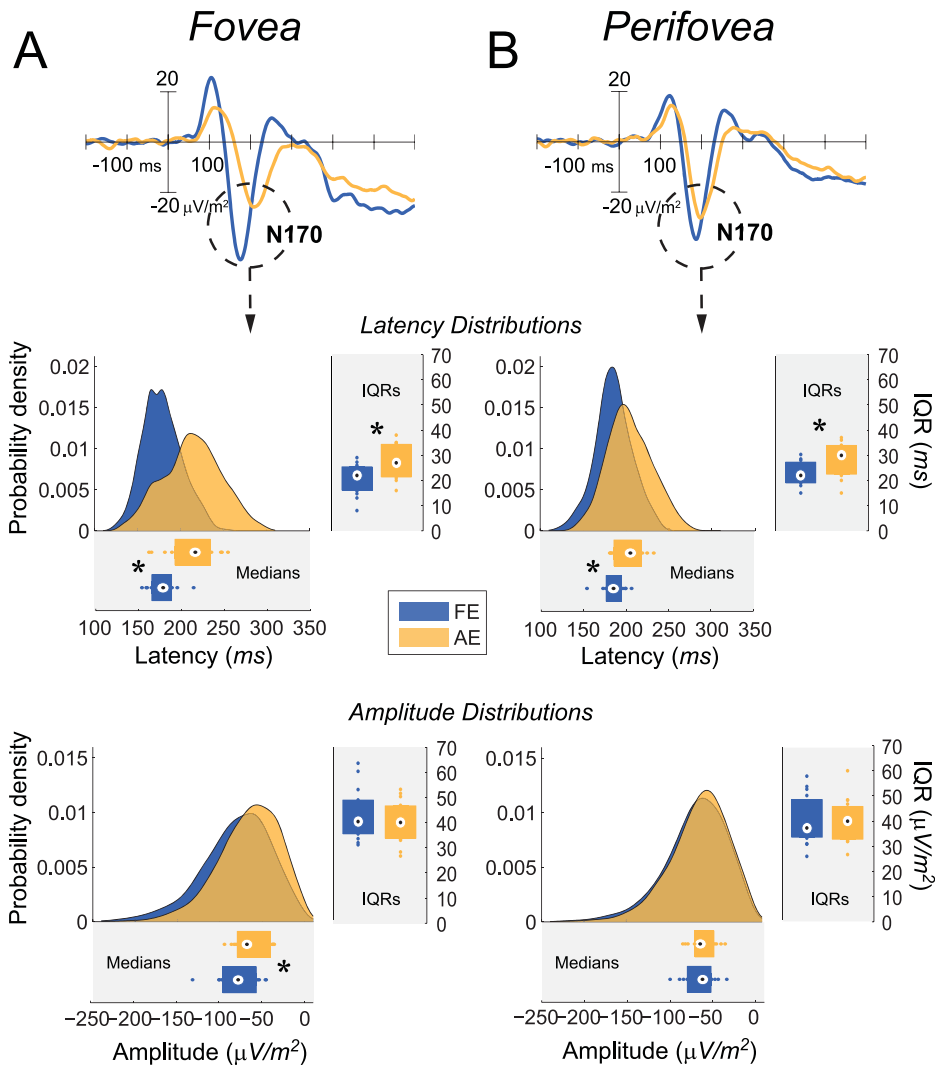 A
Fovea
B
Perifovea
20
20
-100 ms
100
-100 ms
100
-20 μV/m²
-20 μV/m²
N170
N170
Latency Distributions
Probability density
0.02
0.015
0.01
0.005
0
IQRs
*
70
60
50
40
30
20
10
0
0.02
0.015
0.01
0.005
0
IQRs
*
70
60
50
40
30
20
10
0
IQR (ms)
* Medians
* Medians
100 150 200 250 300 350
Latency (ms)
FE
AE
100 150 200 250 300 350
Latency (ms)
Amplitude Distributions
Probability density
0.015
0.01
0.005
0
IQRs
70
60
50
40
30
20
10
0
0.015
0.01
0.005
0
IQRs
70
60
50
40
30
20
10
0
IQR (μV/m²)
Medians *
Medians
−250 −200 −150 −100 −50 0
Amplitude (μV/m²)
−250 −200 −150 −100 −50 0
Amplitude (μV/m²)